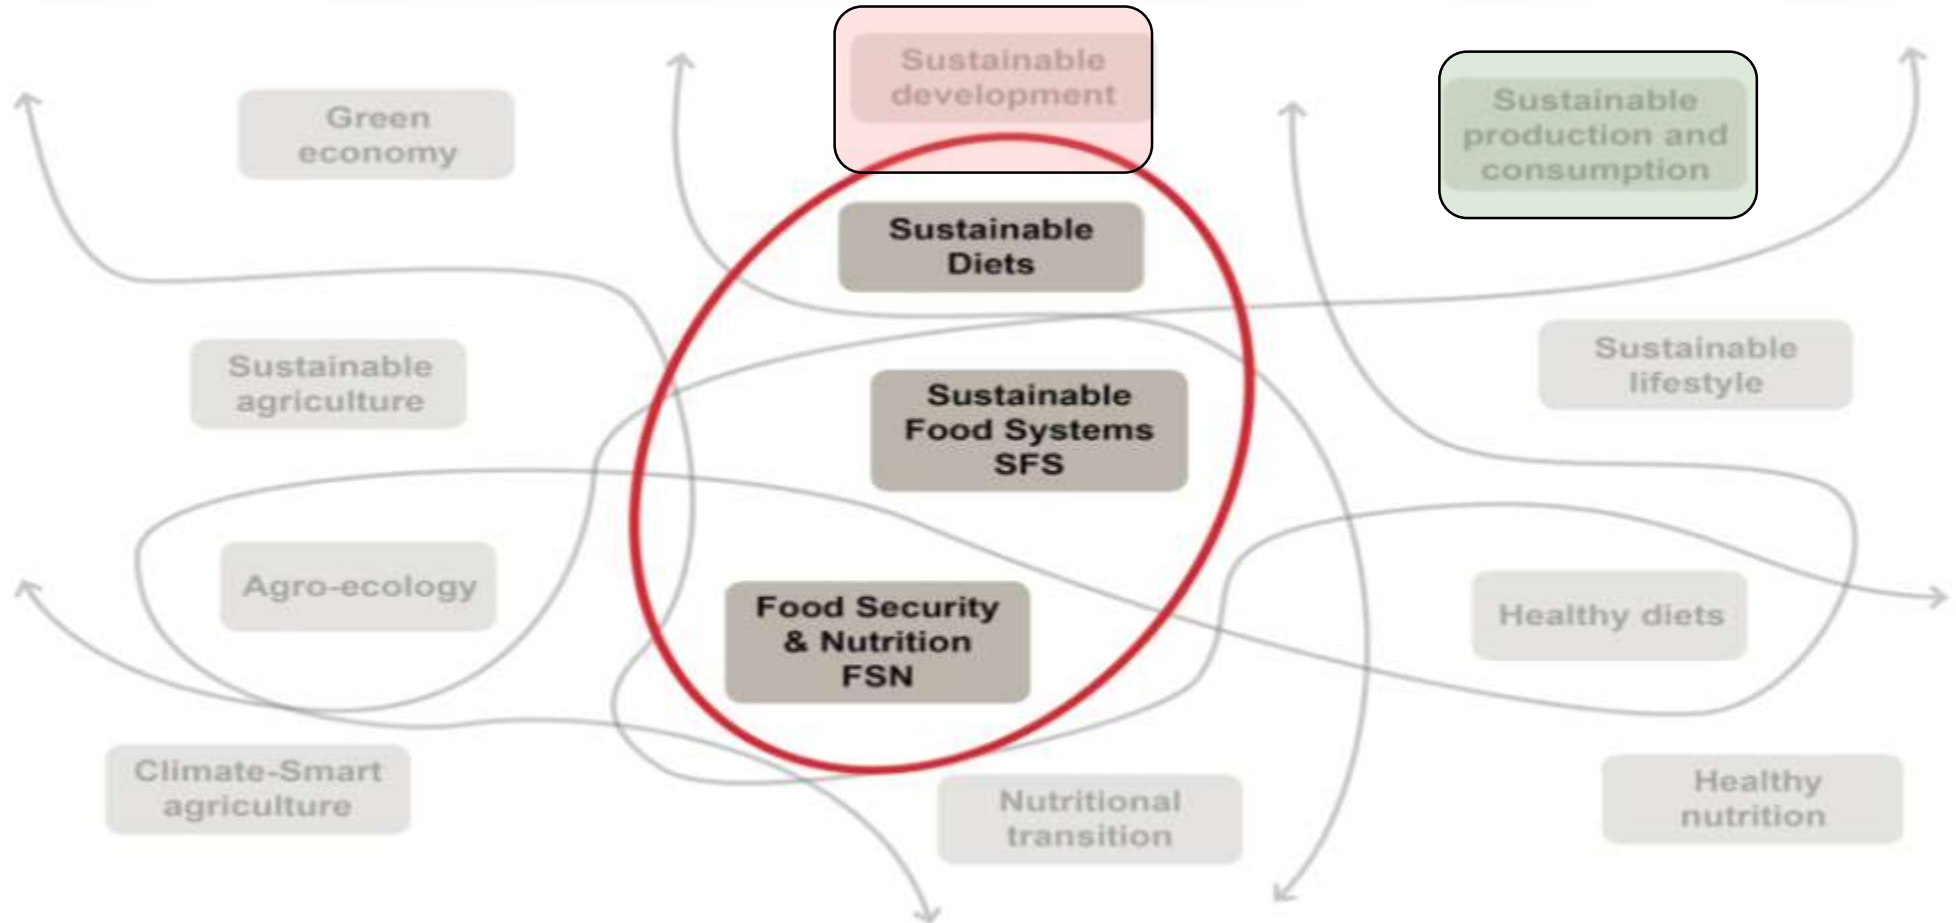 Sustainable
development
Sustainable
production and
consumption
Green
economy
Sustainable
Diets
Sustainable
agriculture
Sustainable
Food Systems
SFS
Sustainable
lifestyle
Agro-ecology
Food Security
& Nutrition
FSN
Healthy diets
Climate-Smart
agriculture
Nutritional
transition
Healthy
nutrition